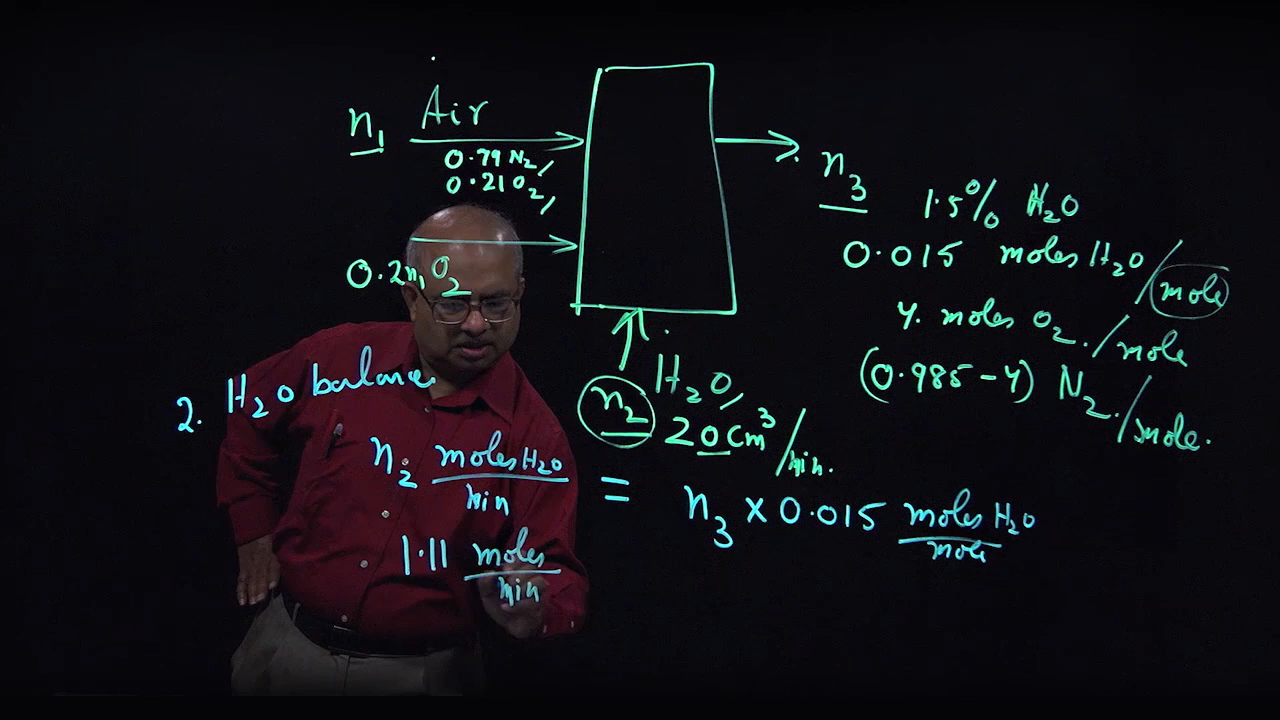 n₁ Air
0.79 N₂,
0.21 O₂,
0.2n₁ O₂
n₃ 1.5% H₂O
0.015 moles H₂O/mole
y. moles O₂./mole
(0.985-y) N₂./mole.
H₂O,
n₂ 20 cm³/min.
2. H₂O balance
n₂ moles H₂O/min = n₃ × 0.015 moles H₂O/mole
1.11 moles/min